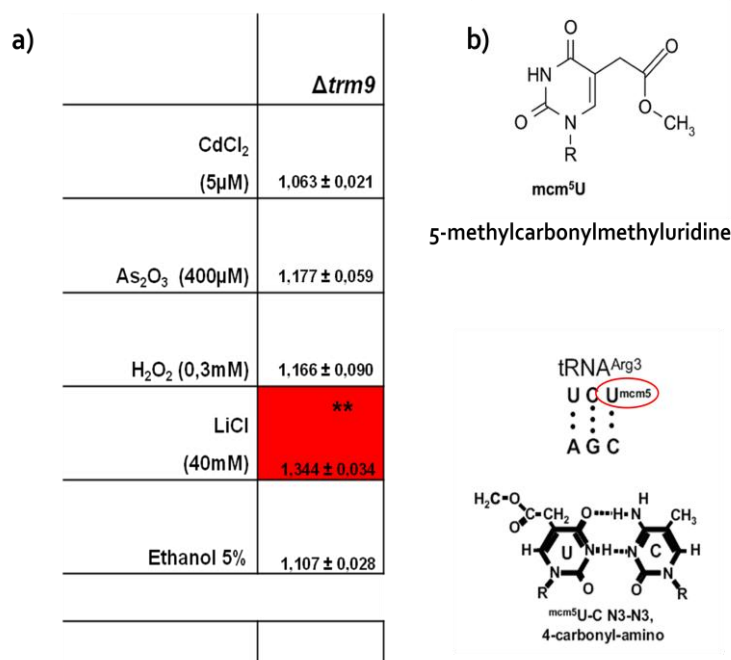 a)
Δtrm9
CdCl₂
(5µM)
1,063 ± 0,021
As₂O₃ (400µM)
1,177 ± 0,059
H₂O₂ (0,3mM)
1,166 ± 0,090
LiCl
**
(40mM)
1,344 ± 0,034
Ethanol 5%
1,107 ± 0,028
b)
O
O
HN
O
N
O
CH₃
R
mcm⁵U
5-methylcarbonylmethyluridine
tRNAᴬʳᵍ³
U C Uᵐᶜᵐ⁵
A G C
H
H₂C-O
C-CH₂
O
H-N
CH₃
O
H
U
N-H
N
C
H
N
O
O
N
R
R
ᵐᶜᵐ⁵U-C N3-N3,
4-carbonyl-amino